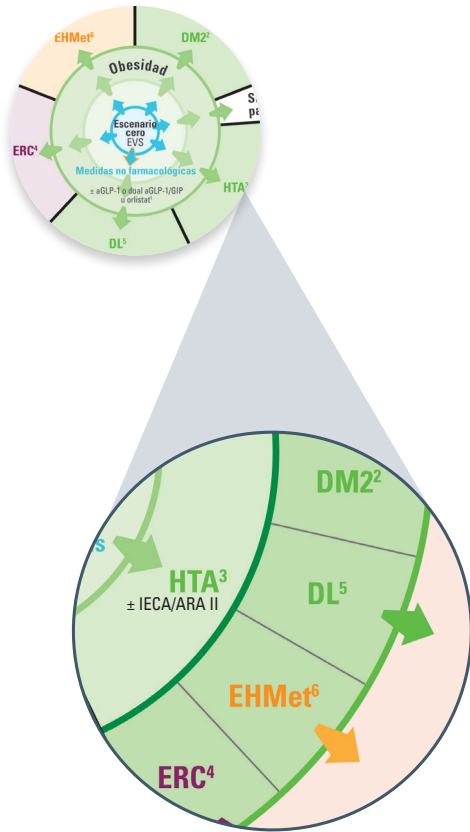 EHMet⁶
DM2²
Obesidad
Escenario
cero
EVS
ERC⁴
Medidas no farmacológicas
± aGLP-1 o dual aGLP-1/GIP
u orlistat¹
HTA³
DL⁵
DM2²
HTA³
± IECA/ARA II
DL⁵
EHMet⁶
ERC⁴